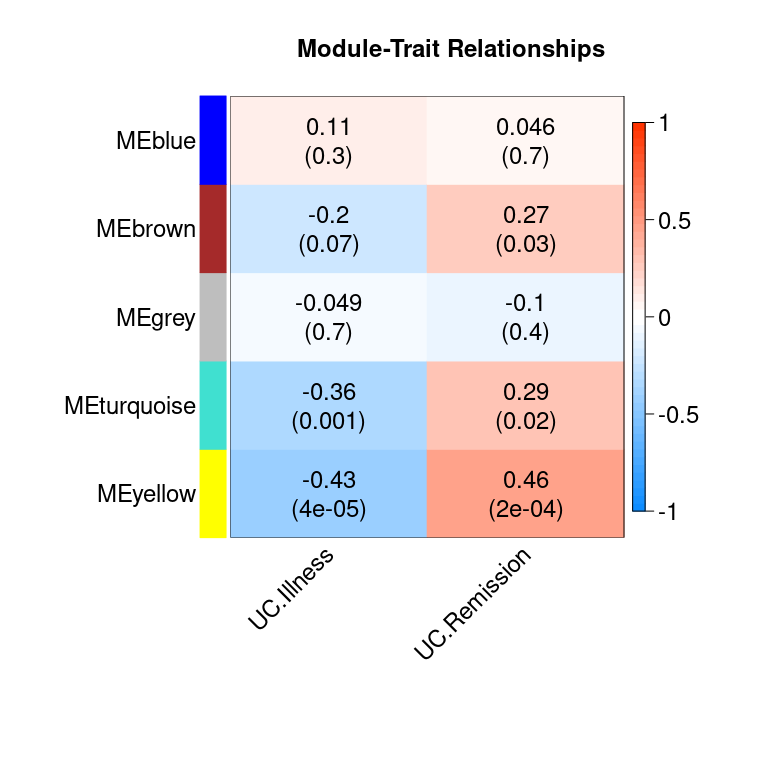 Module-Trait Relationships
MEblue
0.11
(0.3)
0.046
(0.7)
MEbrown
-0.2
(0.07)
0.27
(0.03)
MEgrey
-0.049
(0.7)
-0.1
(0.4)
MEturquoise
-0.36
(0.001)
0.29
(0.02)
MEyellow
-0.43
(4e-05)
0.46
(2e-04)
UC.Illness
UC.Remission
1
0.5
0
-0.5
-1